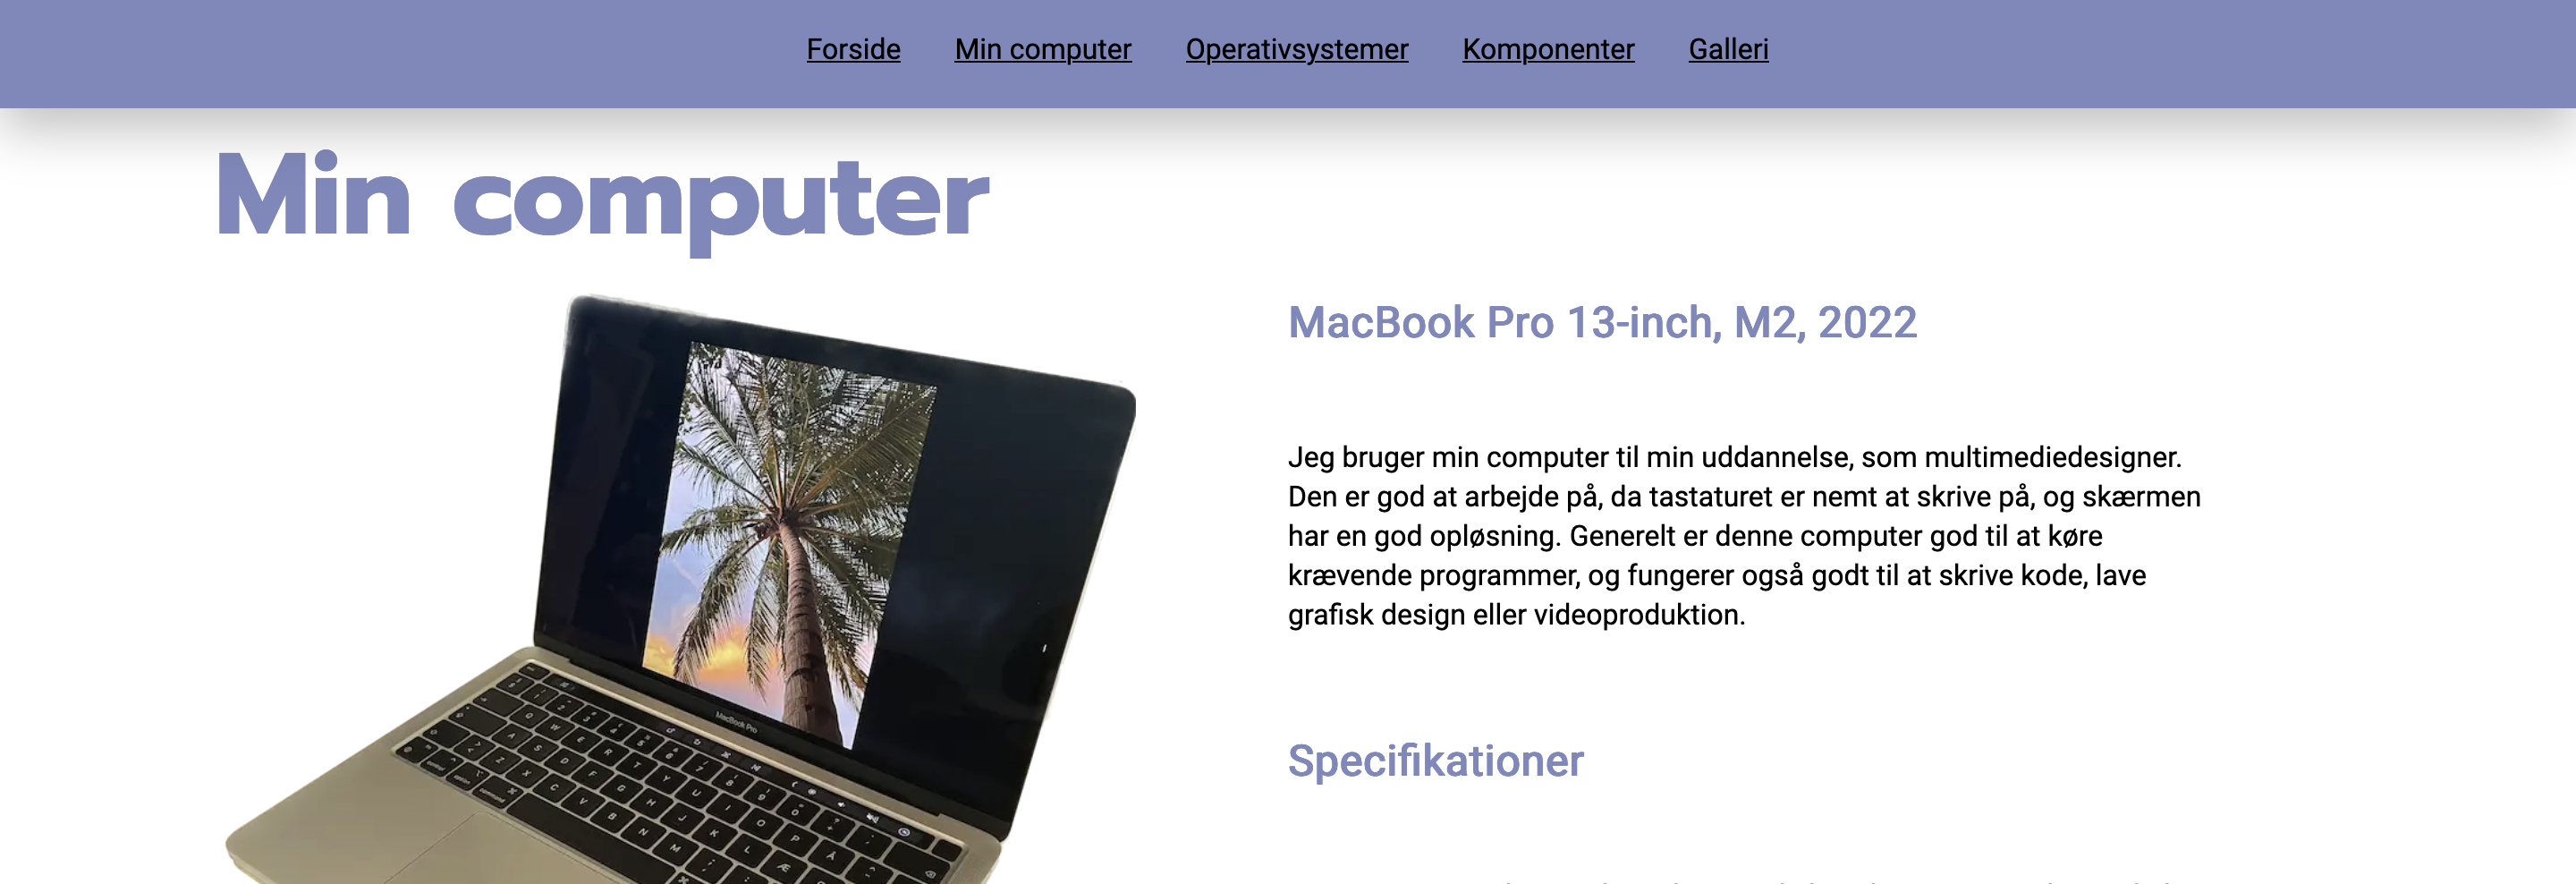 Forside Min computer Operativsystemer Komponenter Galleri
Min computer
MacBook Pro 13-inch, M2, 2022
Jeg bruger min computer til min uddannelse, som multimediedesigner.
Den er god at arbejde på, da tastaturet er nemt at skrive på, og skærmen
har en god opløsning. Generelt er denne computer god til at køre
krævende programmer, og fungerer også godt til at skrive kode, lave
grafisk design eller videoproduktion.
MacBook Pro
Specifikationer